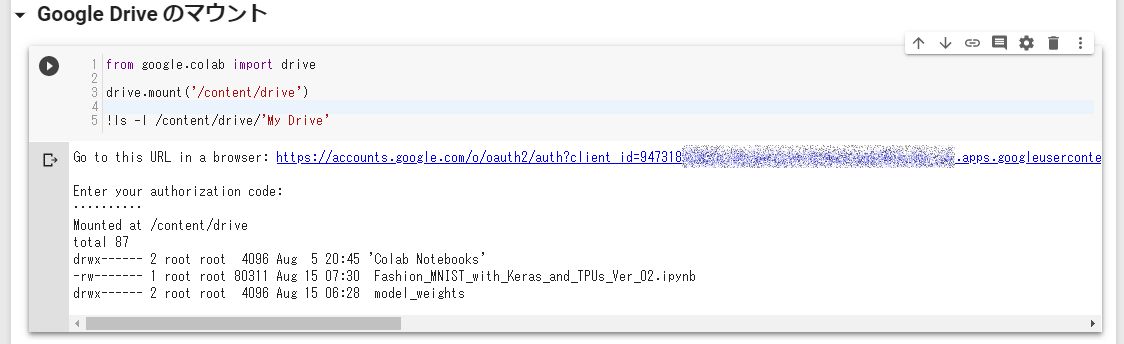 Google Drive のマウント
1 from google.colab import drive
2
3 drive.mount('/content/drive')
4
5 !ls -l /content/drive/'My Drive'
Go to this URL in a browser: https://accounts.google.com/o/oauth2/auth?client_id=947318 .apps.googleuserconte
Enter your authorization code:
··········
Mounted at /content/drive
total 87
drwx------ 2 root root  4096 Aug  5 20:45 'Colab Notebooks'
-rw------- 1 root root 80311 Aug 15 07:30  Fashion_MNIST_with_Keras_and_TPUs_Ver_02.ipynb
drwx------ 2 root root  4096 Aug 15 06:28  model_weights